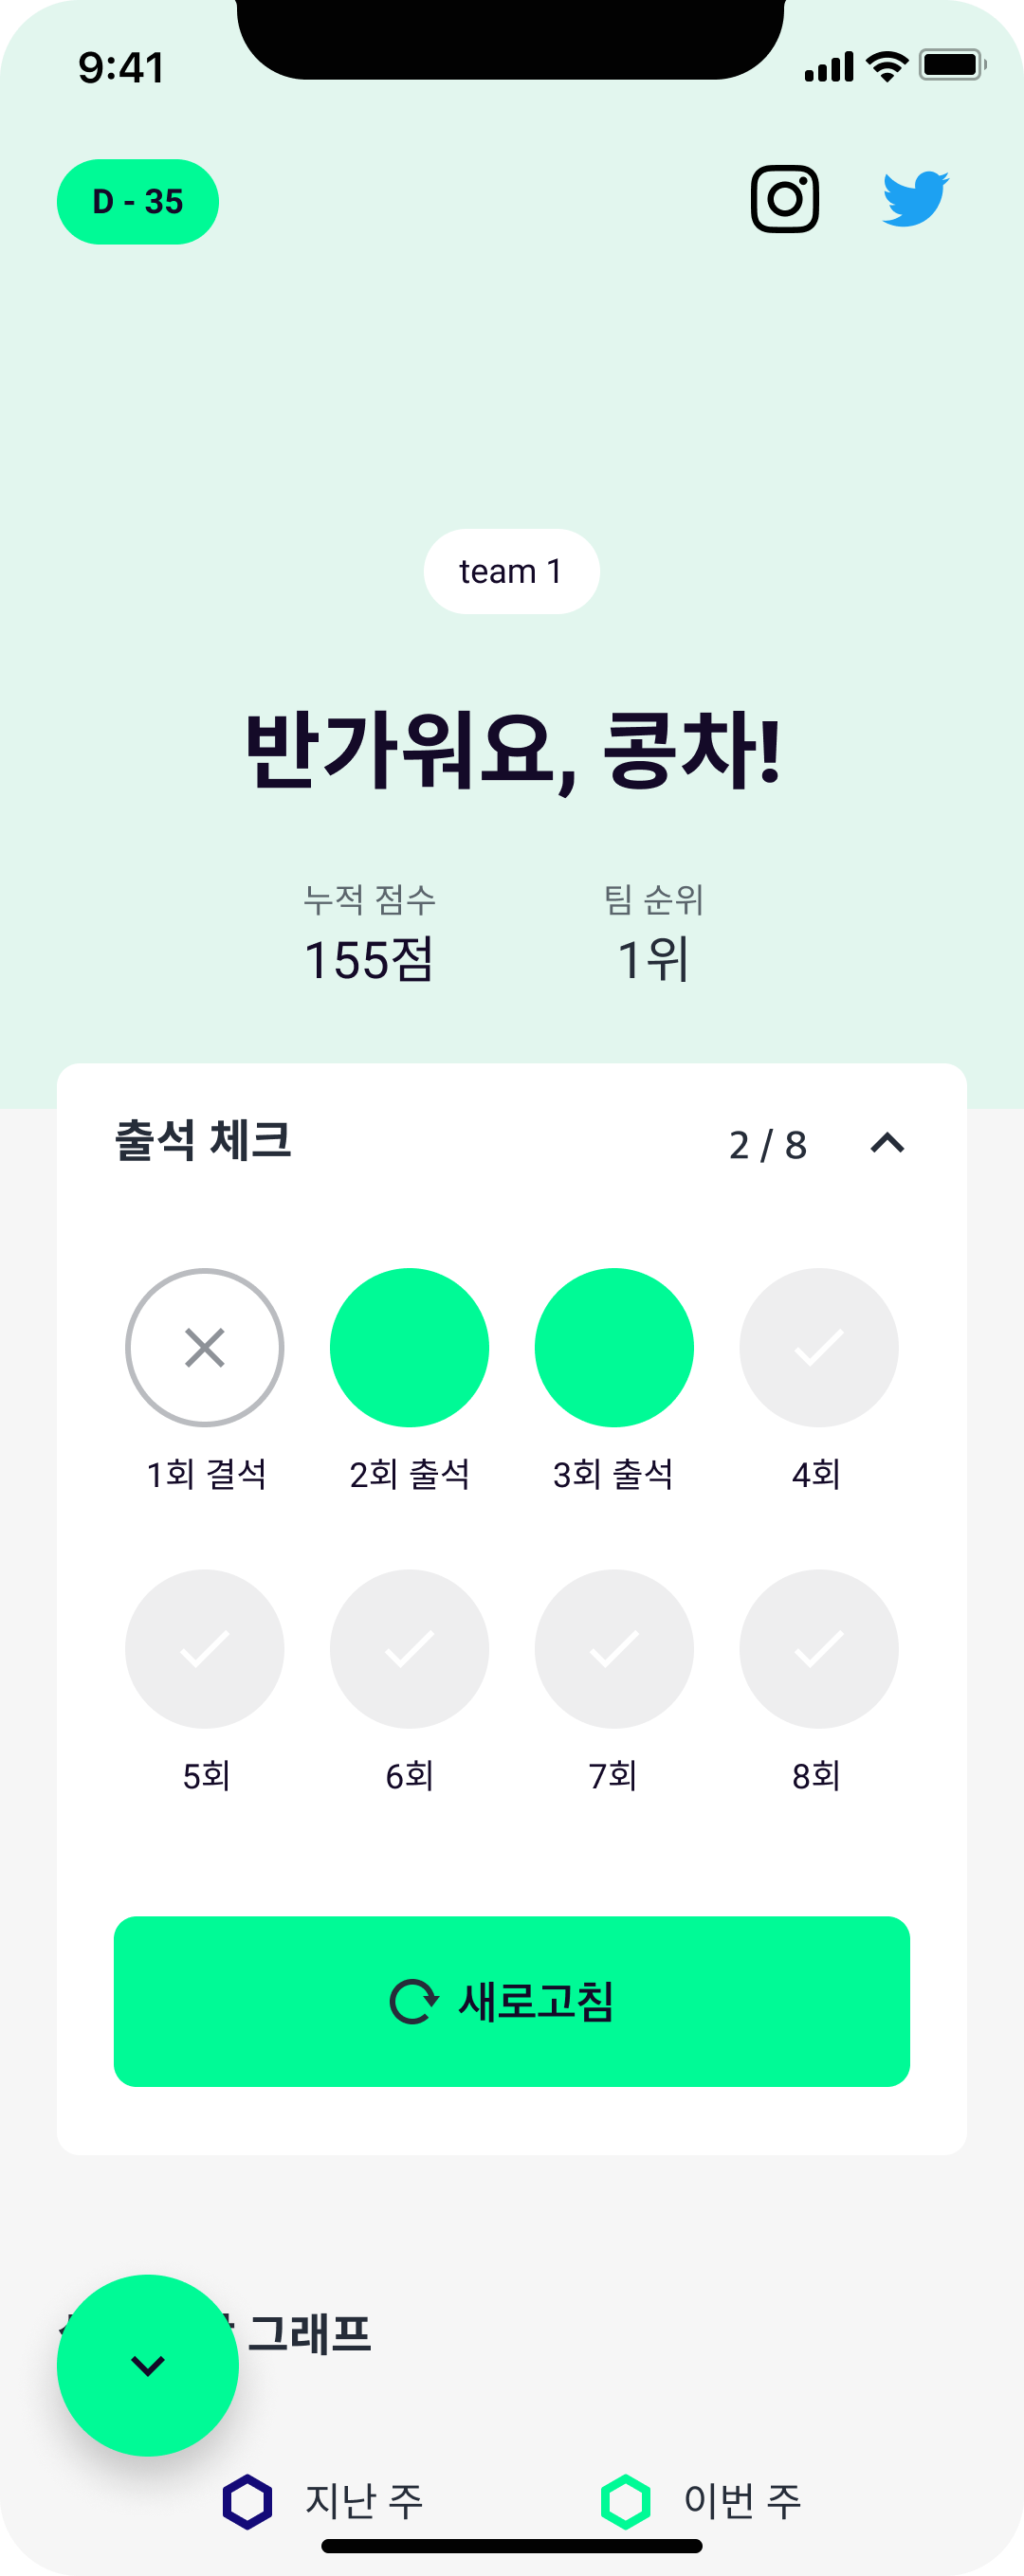 9:41
D - 35
team 1
반가워요, 콩차!
누적 점수 팀 순위
155점 1위
출석 체크 2 / 8
1회 결석 2회 출석 3회 출석 4회
5회 6회 7회 8회
새로고침
그래프
지난 주 이번 주